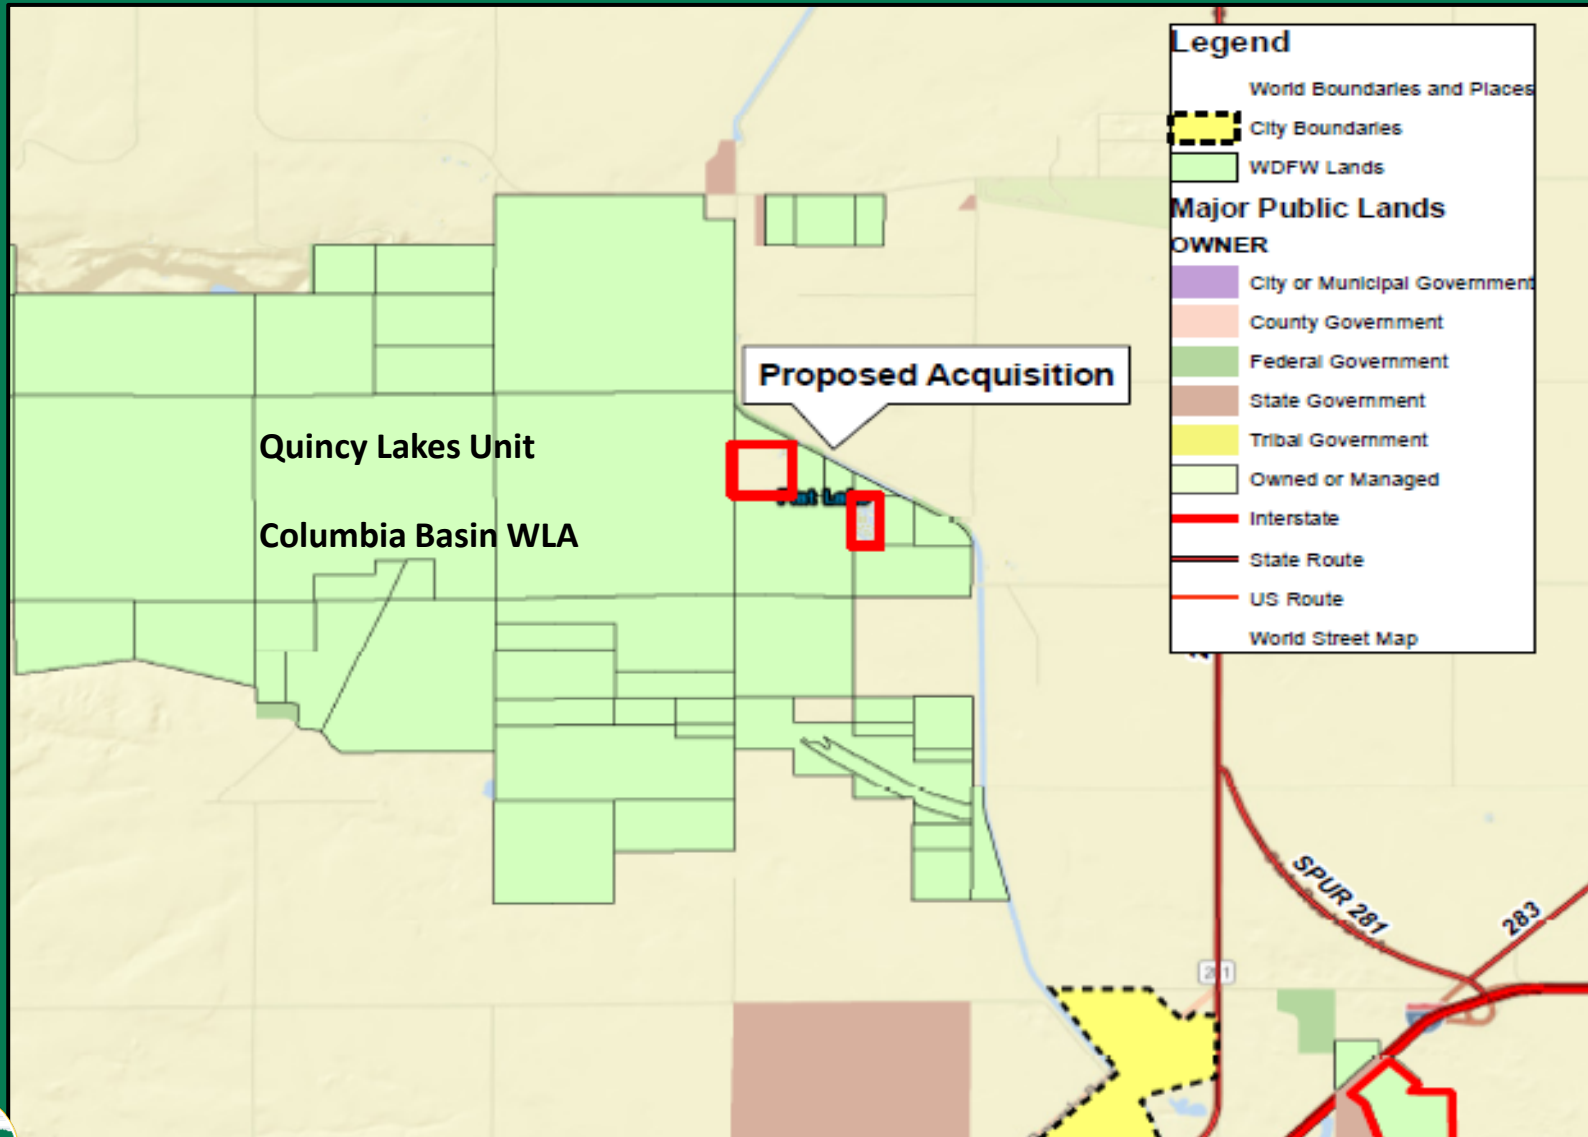 Legend
World Boundaries and Places
City Boundaries
WDFW Lands
Major Public Lands
OWNER
City or Municipal Government
County Government
Federal Government
State Government
Tribal Government
Owned or Managed
Interstate
State Route
US Route
World Street Map
Proposed Acquisition
Quincy Lakes Unit
Columbia Basin WLA
SPUR 281
283